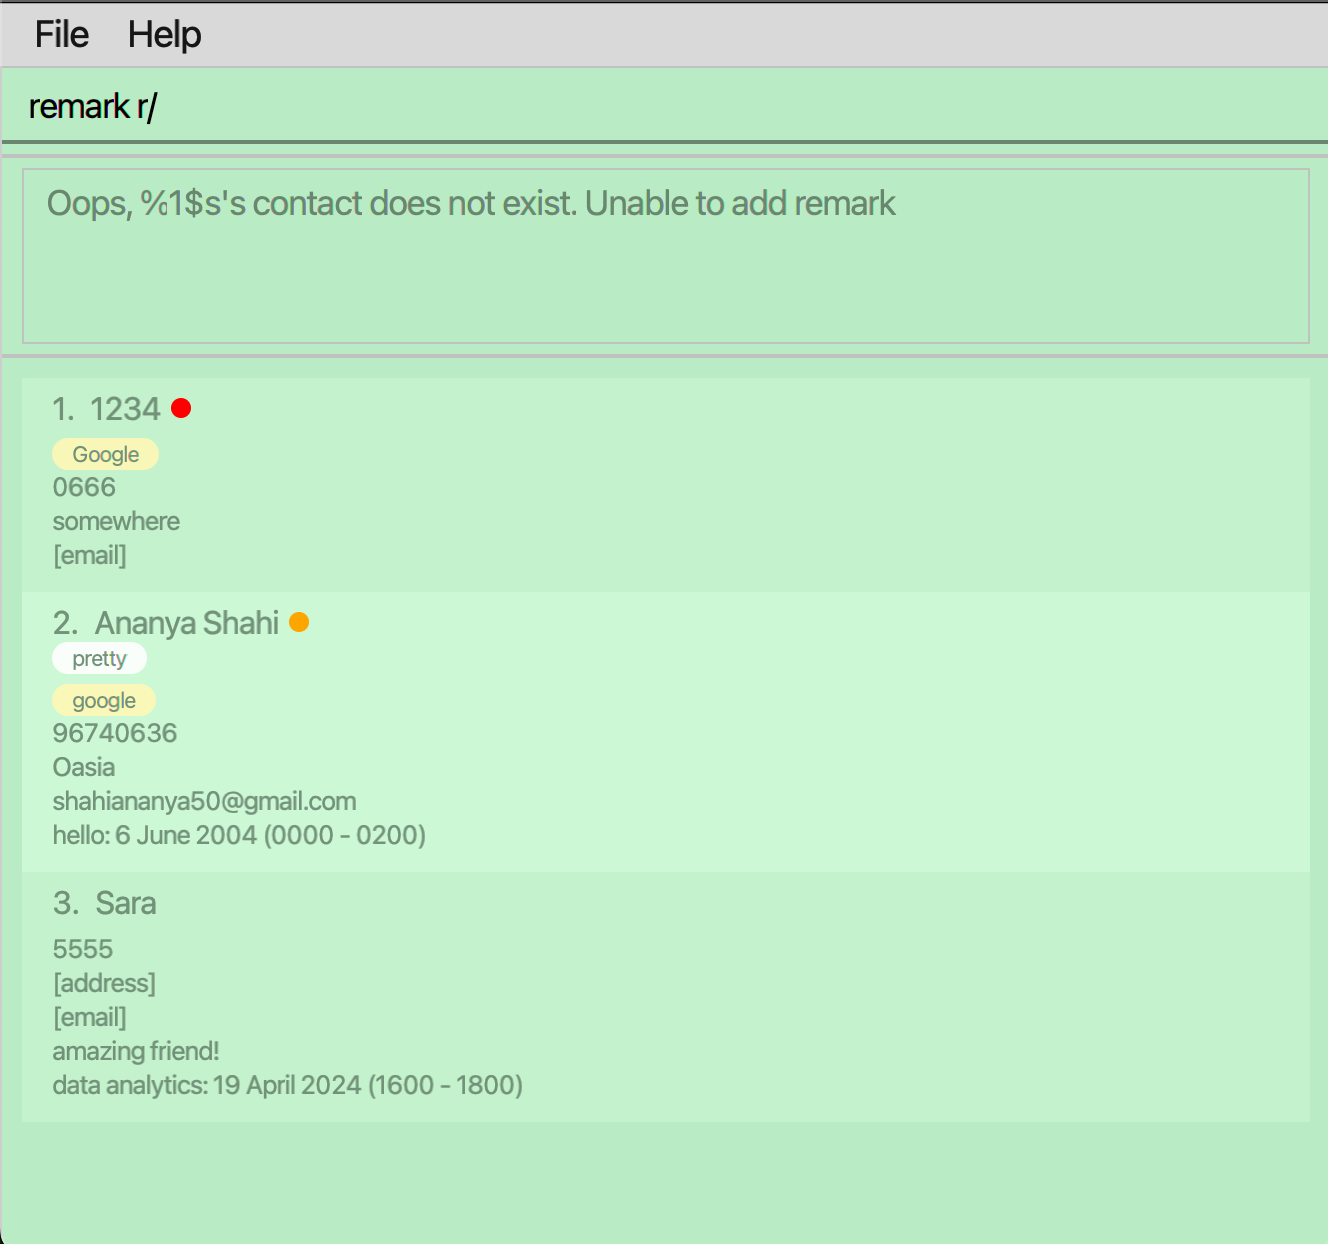 File Help
remark r/
Oops, %1$s's contact does not exist. Unable to add remark
1. 1234
Google
0666
somewhere
[email]
2. Ananya Shahi
pretty
google
96740636
Oasia
shahiananya50@gmail.com
hello: 6 June 2004 (0000 - 0200)
3. Sara
5555
[address]
[email]
amazing friend!
data analytics: 19 April 2024 (1600 - 1800)